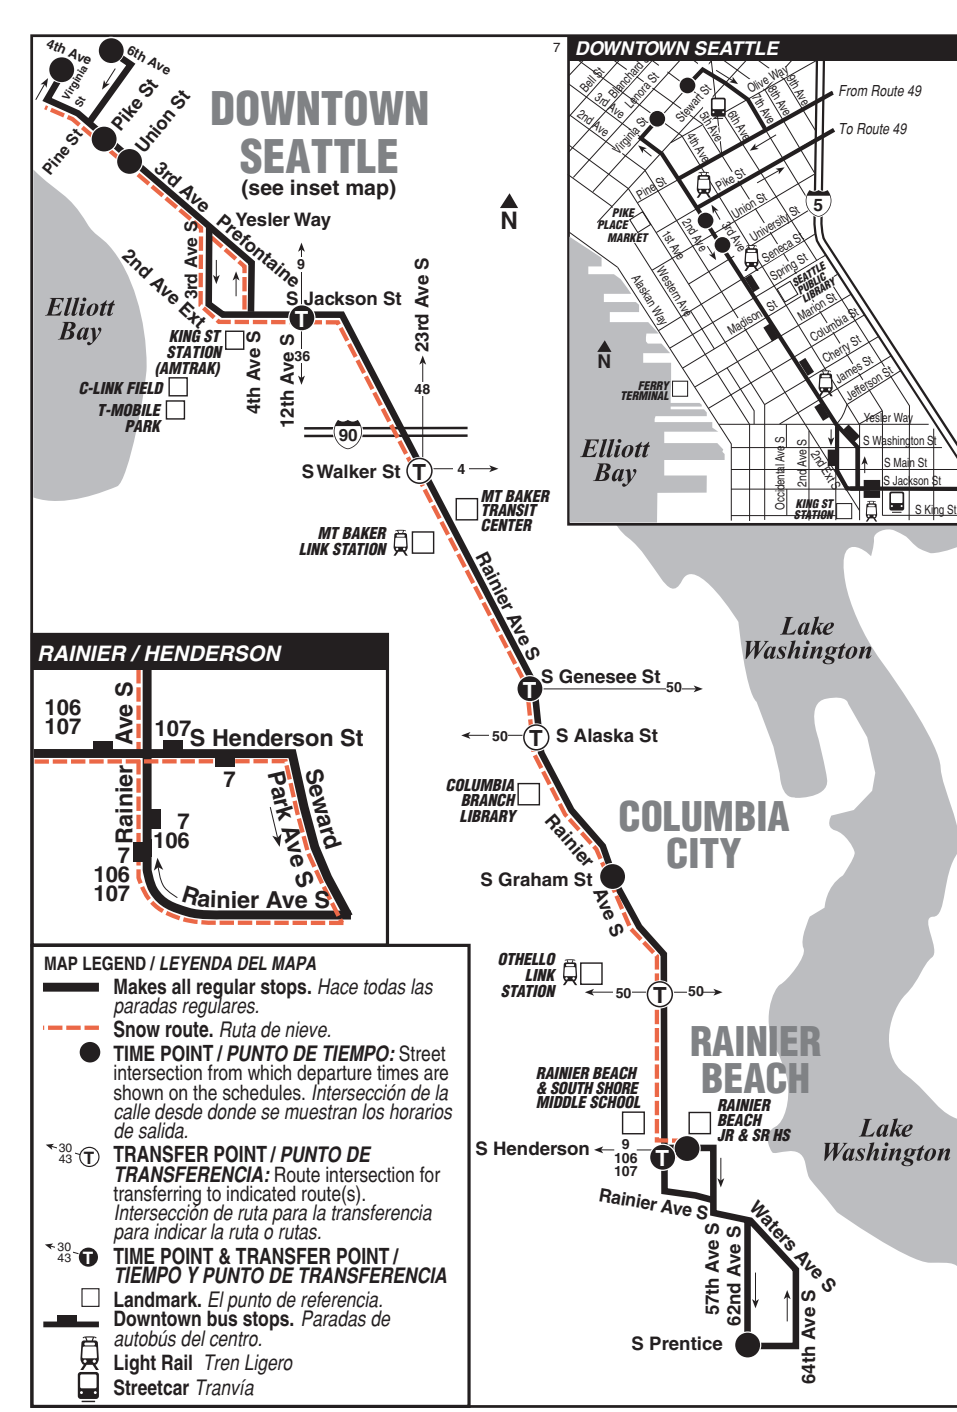 4th Ave
6th Ave
Virginia
St
Pine St
Pike St
Union St
DOWNTOWN
SEATTLE
(see inset map)
3rd Ave
Prefontaine
Yesler Way
3rd Ave S
2nd Ave Ext
9
N
S Jackson St
T
36
Elliott
Bay
KING ST
STATION
(AMTRAK)
C-LINK FIELD
T-MOBILE
PARK
4th Ave S
12th Ave S
23rd Ave S
48
90
S Walker St
T
4
MT BAKER
TRANSIT
CENTER
MT BAKER
LINK STATION
Rainier Ave S
S Genesee St
T
50
50
T
S Alaska St
COLUMBIA
BRANCH
LIBRARY
COLUMBIA
CITY
Rainier
Ave S
S Graham St
OTHELLO
LINK
STATION
50
T
50
RAINIER
BEACH
RAINIER BEACH
& SOUTH SHORE
MIDDLE SCHOOL
RAINIER
BEACH
JR & SR HS
S Henderson
9
106
107
T
Rainier Ave S
57th Ave S
62nd Ave S
Waters Ave S
64th Ave S
S Prentice
Lake
Washington
Lake
Washington
7
DOWNTOWN SEATTLE
Bell St
Blanchard St
Lenora St
Virginia St
Stewart St
Olive Way
9th Ave
8th Ave
7th Ave
6th Ave
5th Ave
4th Ave
3rd Ave
2nd Ave
From Route 49
To Route 49
Pine St
Pike St
Union St
University St
Seneca St
Spring St
5
PIKE
PLACE
MARKET
1st Ave
2nd Ave
3rd Ave
Western Ave
Alaskan Way
SEATTLE
PUBLIC
LIBRARY
Madison St
Marion St
Columbia St
Cherry St
James St
Jefferson St
N
FERRY
TERMINAL
Elliott
Bay
Yesler Way
S Washington St
S Main St
S Jackson St
S King St
Occidental Ave S
2nd Ave S
2nd Ext S
KING ST
STATION
RAINIER / HENDERSON
106
107
Ave S
107
S Henderson St
7
Rainier
7
106
7
106
107
Park Ave S
Seward
Rainier Ave S
MAP LEGEND / LEYENDA DEL MAPA
Makes all regular stops. Hace todas las
paradas regulares.
Snow route. Ruta de nieve.
TIME POINT / PUNTO DE TIEMPO: Street
intersection from which departure times are
shown on the schedules. Intersección de la
calle desde donde se muestran los horarios
de salida.
30
43
T
TRANSFER POINT / PUNTO DE
TRANSFERENCIA: Route intersection for
transferring to indicated route(s).
Intersección de ruta para la transferencia
para indicar la ruta o rutas.
30
43
T
TIME POINT & TRANSFER POINT /
TIEMPO Y PUNTO DE TRANSFERENCIA
Landmark. El punto de referencia.
Downtown bus stops. Paradas de
autobús del centro.
Light Rail Tren Ligero
Streetcar Tranvía